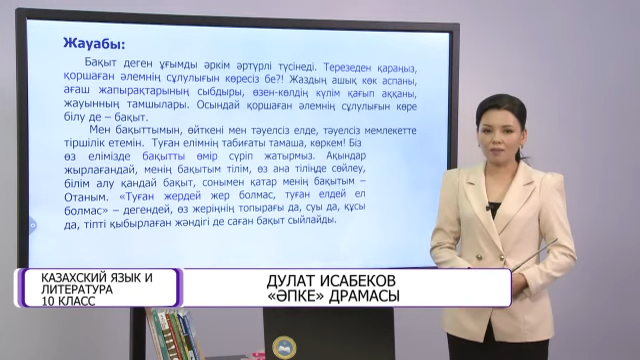 Жауабы:
Бақыт деген ұғымды әркім әртүрлі түсінеді. Терезеден қараңыз,
қоршаған әлемнің сұлулығын көресіз бе?! Жаздың ашық көк аспаны,
ағаш жапырақтарының сыбдыры, өзен-көлдің күлім қағып аққаны,
жауынның тамшылары. Осындай қоршаған әлемнің сұлулығын көре
білу де – бақыт.
Мен бақыттымын, өйткені мен тәуелсіз елде, тәуелсіз мемлекетте
тіршілік етемін. Туған елімнің табиғаты тамаша, көркем! Біз
өз елімізде бақытты өмір сүріп жатырмыз. Ақындар
жырлағандай, менің бақытым тілім, өз ана тілінде сөйлеу,
білім алу қандай бақыт, сонымен қатар менің бақытым –
Отаным. «Туған жердей жер болмас, туған елдей ел
болмас» – дегендей, өз жеріңнің топырағы да, суы да, құсы
да, тіпті қыбырлаған жәндігі де саған бақыт сыйлайды.
КАЗАХСКИЙ ЯЗЫК И
ЛИТЕРАТУРА
10 КЛАСС
ДУЛАТ ИСАБЕКОВ
«ӘПКЕ» ДРАМАСЫ